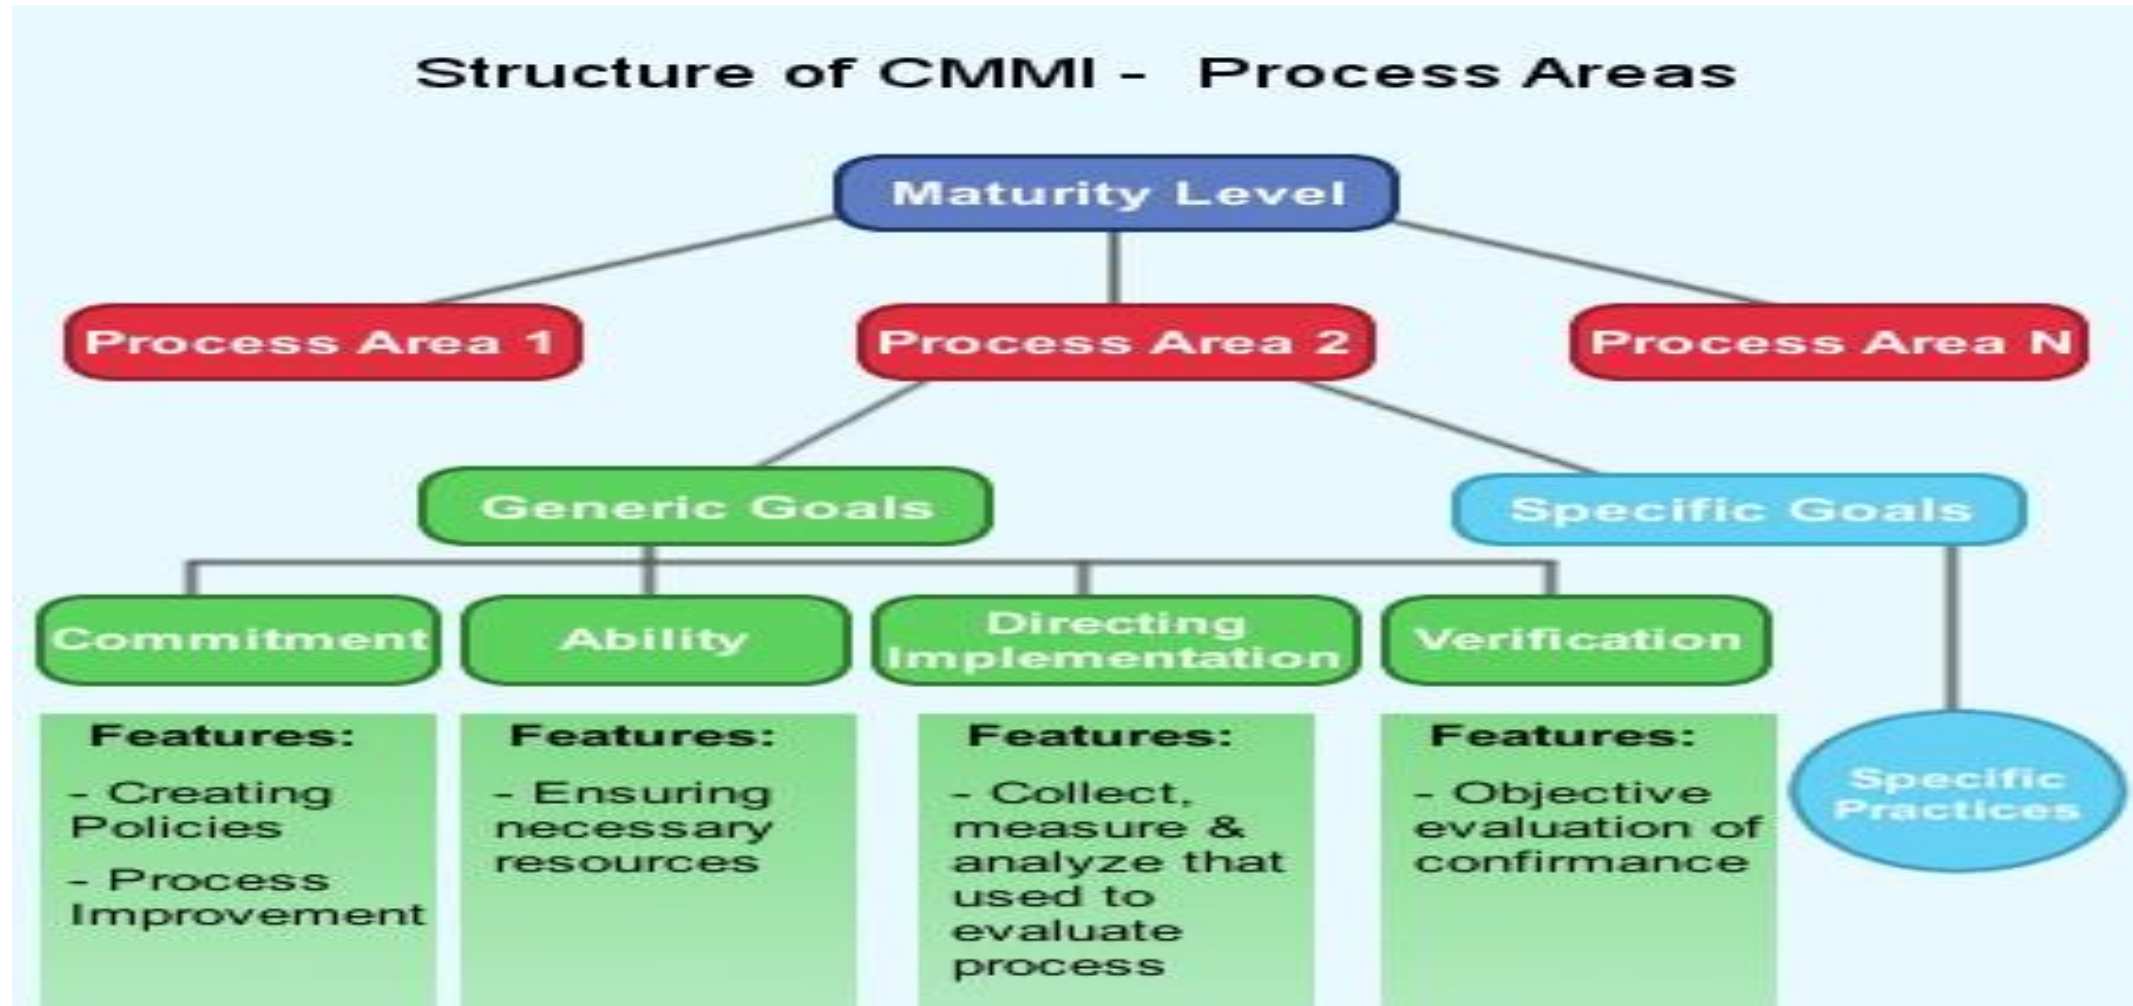 Structure of CMMI - Process Areas
Maturity Level
Process Area 1
Process Area 2
Process Area N
Generic Goals
Specific Goals
Commitment
Ability
Directing
Implementation
Verification
Features:
- Creating
Policies
- Process
Improvement
Features:
- Ensuring
necessary
resources
Features:
- Collect,
measure &
analyze that
used to
evaluate
process
Features:
- Objective
evaluation of
confirmance
Specific
Practices